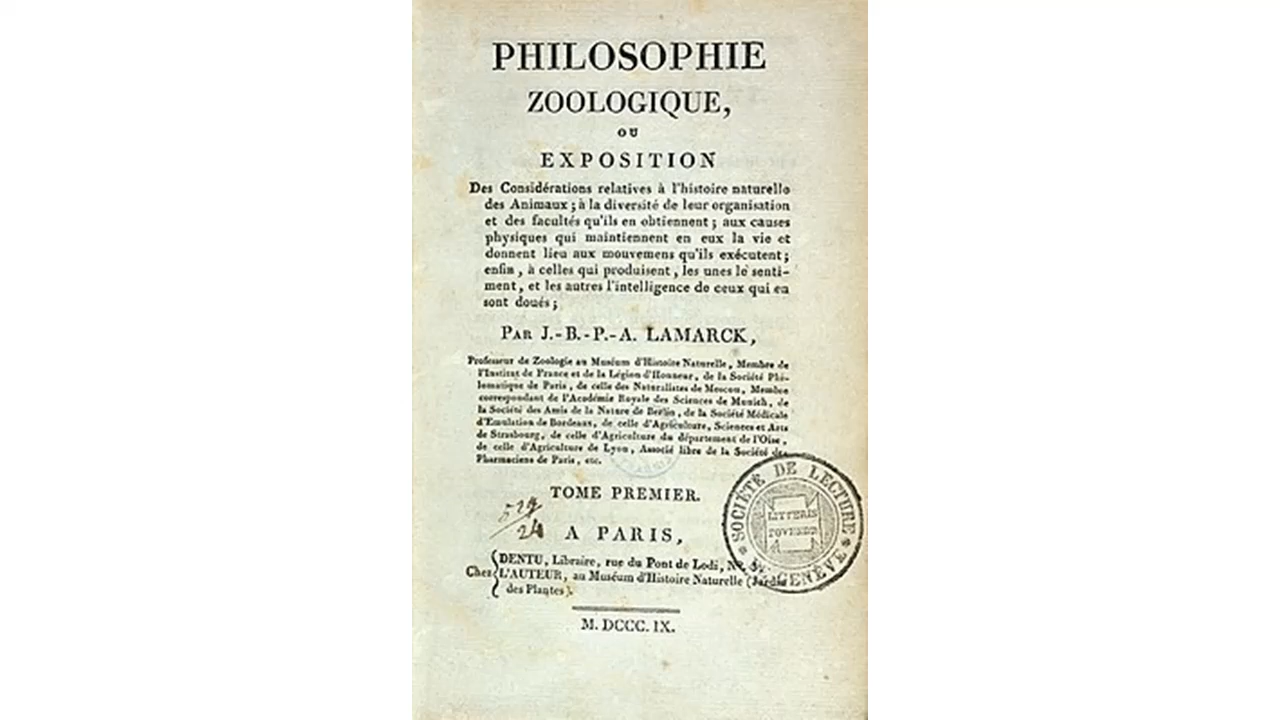 PHILOSOPHIE
ZOOLOGIQUE,
OU
EXPOSITION
Des Considérations relatives à l'histoire naturelle
des Animaux ; à la diversité de leur organisation
et des facultés qu'ils en obtiennent ; aux causes
physiques qui maintiennent en eux la vie et
donnent lieu aux mouvemens qu'ils exécutent ;
enfin , à celles qui produisent , les unes le senti-
ment , et les autres l'intelligence de ceux qui en
sont doués ;
PAR J.-B.-P.-A. LAMARCK ,
Professeur de Zoologie au Muséum d'Histoire Naturelle , Membre de
l'Institut de France et de la Légion d'Honneur , de la Société Phi-
lomatique de Paris , de celle des Naturalistes de Moscou , Membre
correspondant de l'Académie Royale des Sciences de Munich , de
la Société des Amis de la Nature de Berlin , de la Société Médicale
d'Emulation de Bordeaux , de celle d'Agriculture , Sciences et Arts
de Strasbourg , de celle d'Agriculture du département de l'Oise ,
de celle d'Agriculture de Lyon , Associé libre de la Société des
Pharmaciens de Paris , etc.
TOME PREMIER.
A PARIS,
Chez
DENTU, Libraire, rue du Pont de Lodi, N°.
L'AUTEUR, au Muséum d'Histoire Naturelle (Jardin
des Plantes).
M. DCCC. IX.
SOCIÉTÉ DE LECTURE
GENÈVE
LITTERIS
FOVENDIS